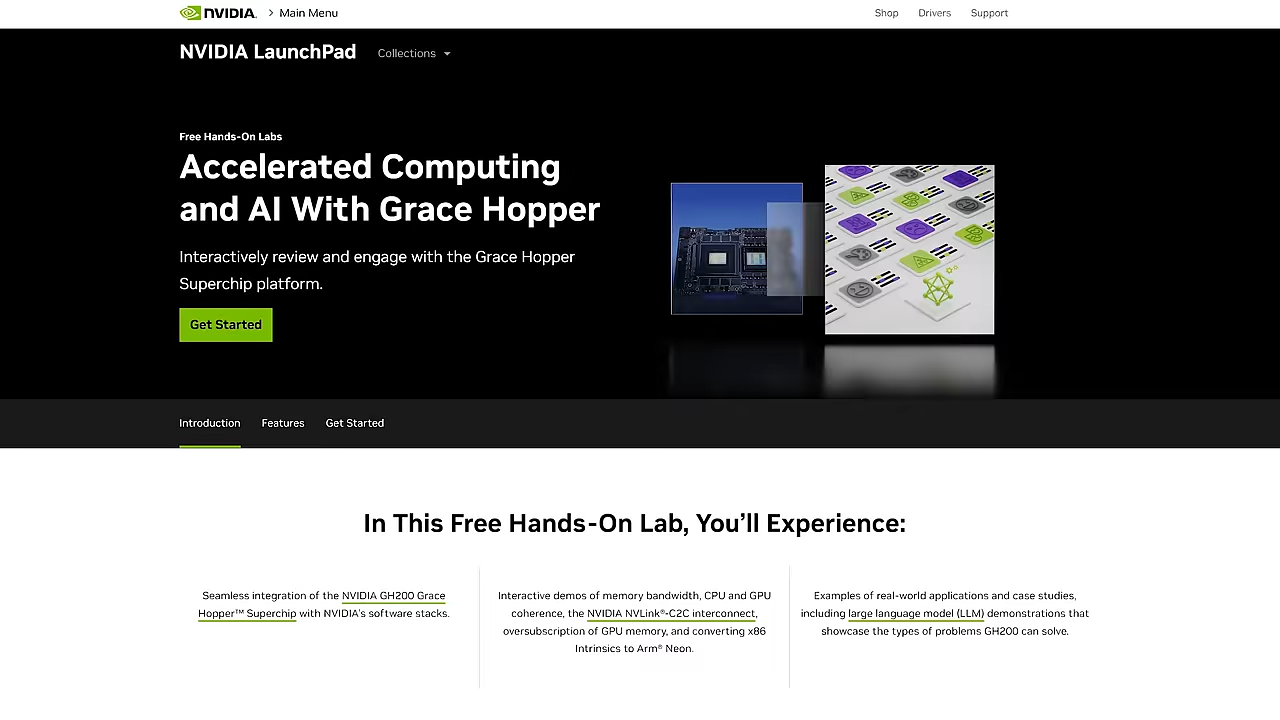 NVIDIA. > Main Menu Shop Drivers Support
NVIDIA LaunchPad Collections
Free Hands-On Labs
Accelerated Computing
and AI With Grace Hopper
Interactively review and engage with the Grace Hopper
Superchip platform.
Get Started
Introduction Features Get Started
In This Free Hands-On Lab, You’ll Experience:
Seamless integration of the NVIDIA GH200 Grace
Hopper™ Superchip with NVIDIA’s software stacks.
Interactive demos of memory bandwidth, CPU and GPU
coherence, the NVIDIA NVLink®-C2C interconnect,
oversubscription of GPU memory, and converting x86
Intrinsics to Arm® Neon.
Examples of real-world applications and case studies,
including large language model (LLM) demonstrations that
showcase the types of problems GH200 can solve.